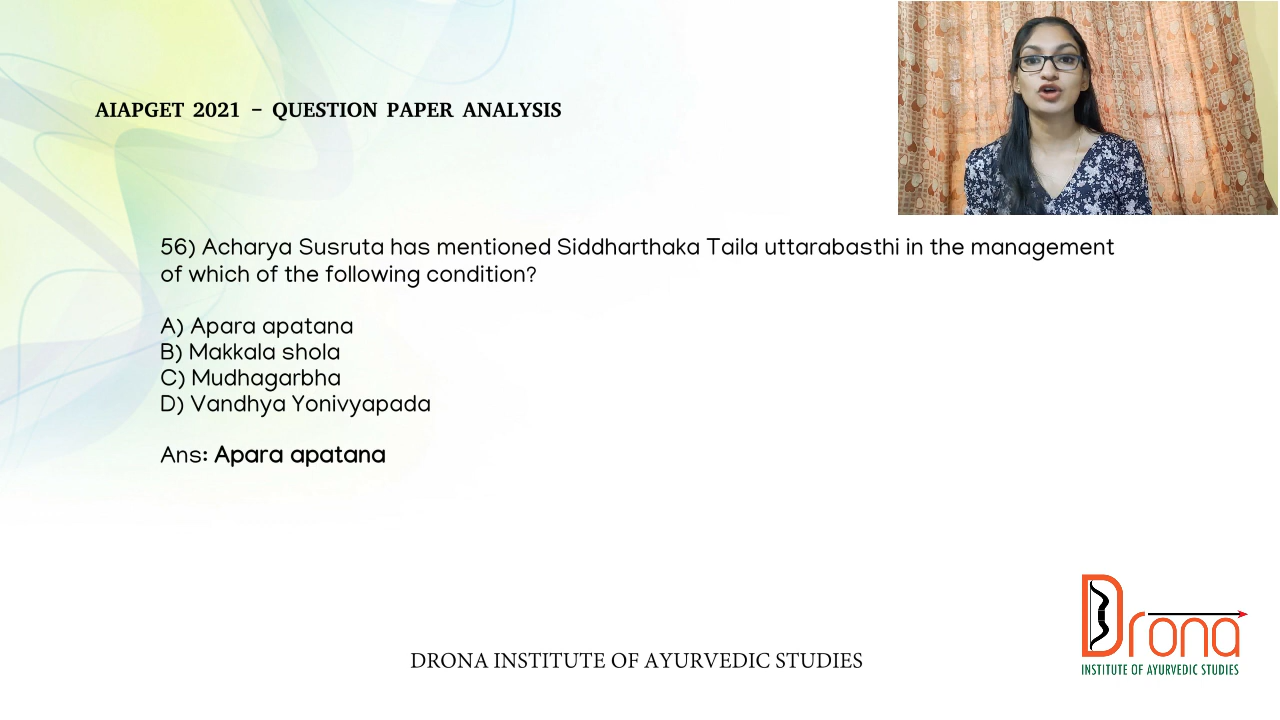 AIAPGET 2021 - QUESTION PAPER ANALYSIS
56) Acharya Susruta has mentioned Siddharthaka Taila uttarabasthi in the management
of which of the following condition?
A) Apara apatana
B) Makkala shola
C) Mudhagarbha
D) Vandhya Yonivyapada
Ans: Apara apatana
DRONA INSTITUTE OF AYURVEDIC STUDIES
Drona
INSTITUTE OF AYURVEDIC STUDIES